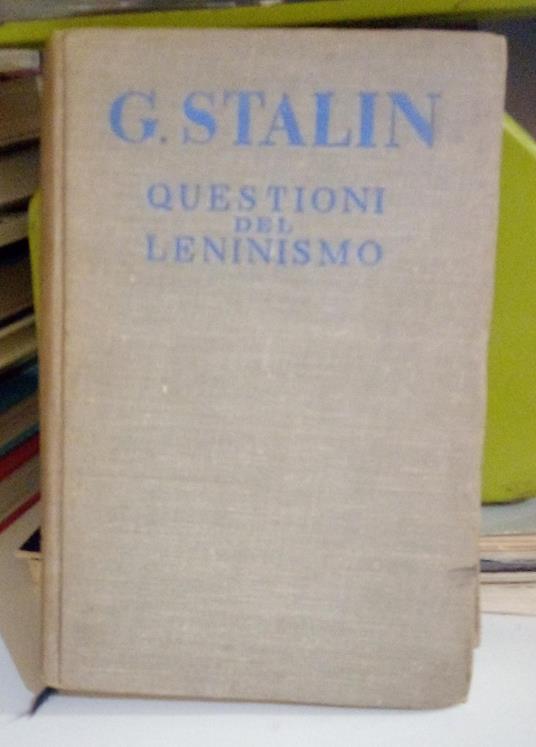 G. STALIN
QUESTIONI
DEL
LENINISMO